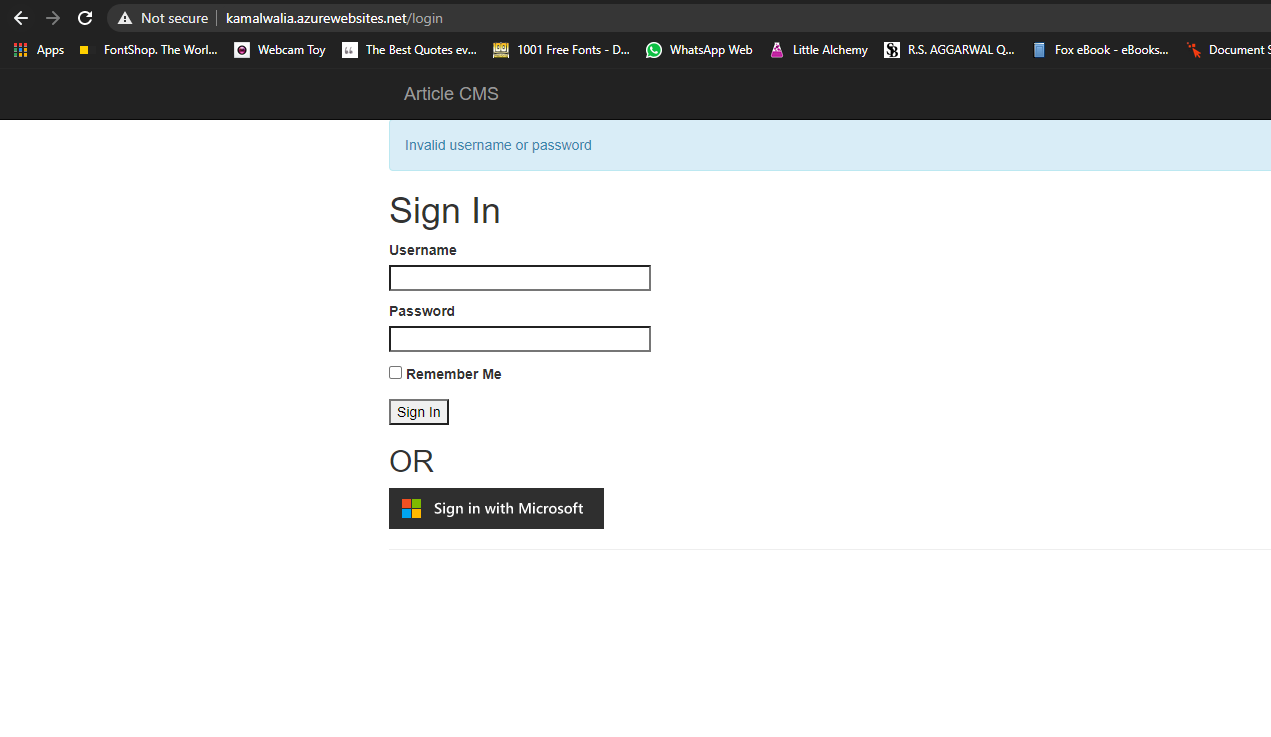 Not secure kamalwalia.azurewebsites.net/login
Apps FontShop. The Worl... Webcam Toy The Best Quotes ev... 1001 Free Fonts - D... WhatsApp Web Little Alchemy R.S. AGGARWAL Q... Fox eBook - eBooks... Document S
Article CMS
Invalid username or password
Sign In
Username
Password
Remember Me
Sign In
OR
Sign in with Microsoft